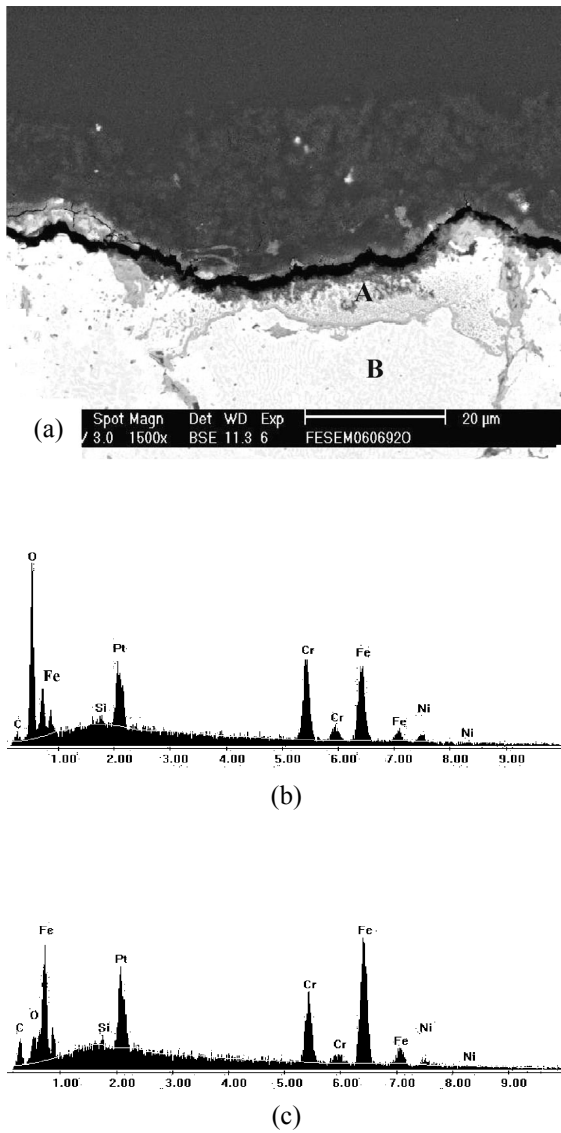 A
B
(a)
Spot Magn Det WD Exp 20 µm
3.0 1500x BSE 11.3 6 FESEM060692O
O
Fe
C
Si
Pt
Cr
Cr
Fe
Fe
Ni
Ni
1.00 2.00 3.00 4.00 5.00 6.00 7.00 8.00 9.00
(b)
Fe
O
C
Si
Pt
Cr
Cr
Fe
Fe
Ni
Ni
1.00 2.00 3.00 4.00 5.00 6.00 7.00 8.00 9.00
(c)